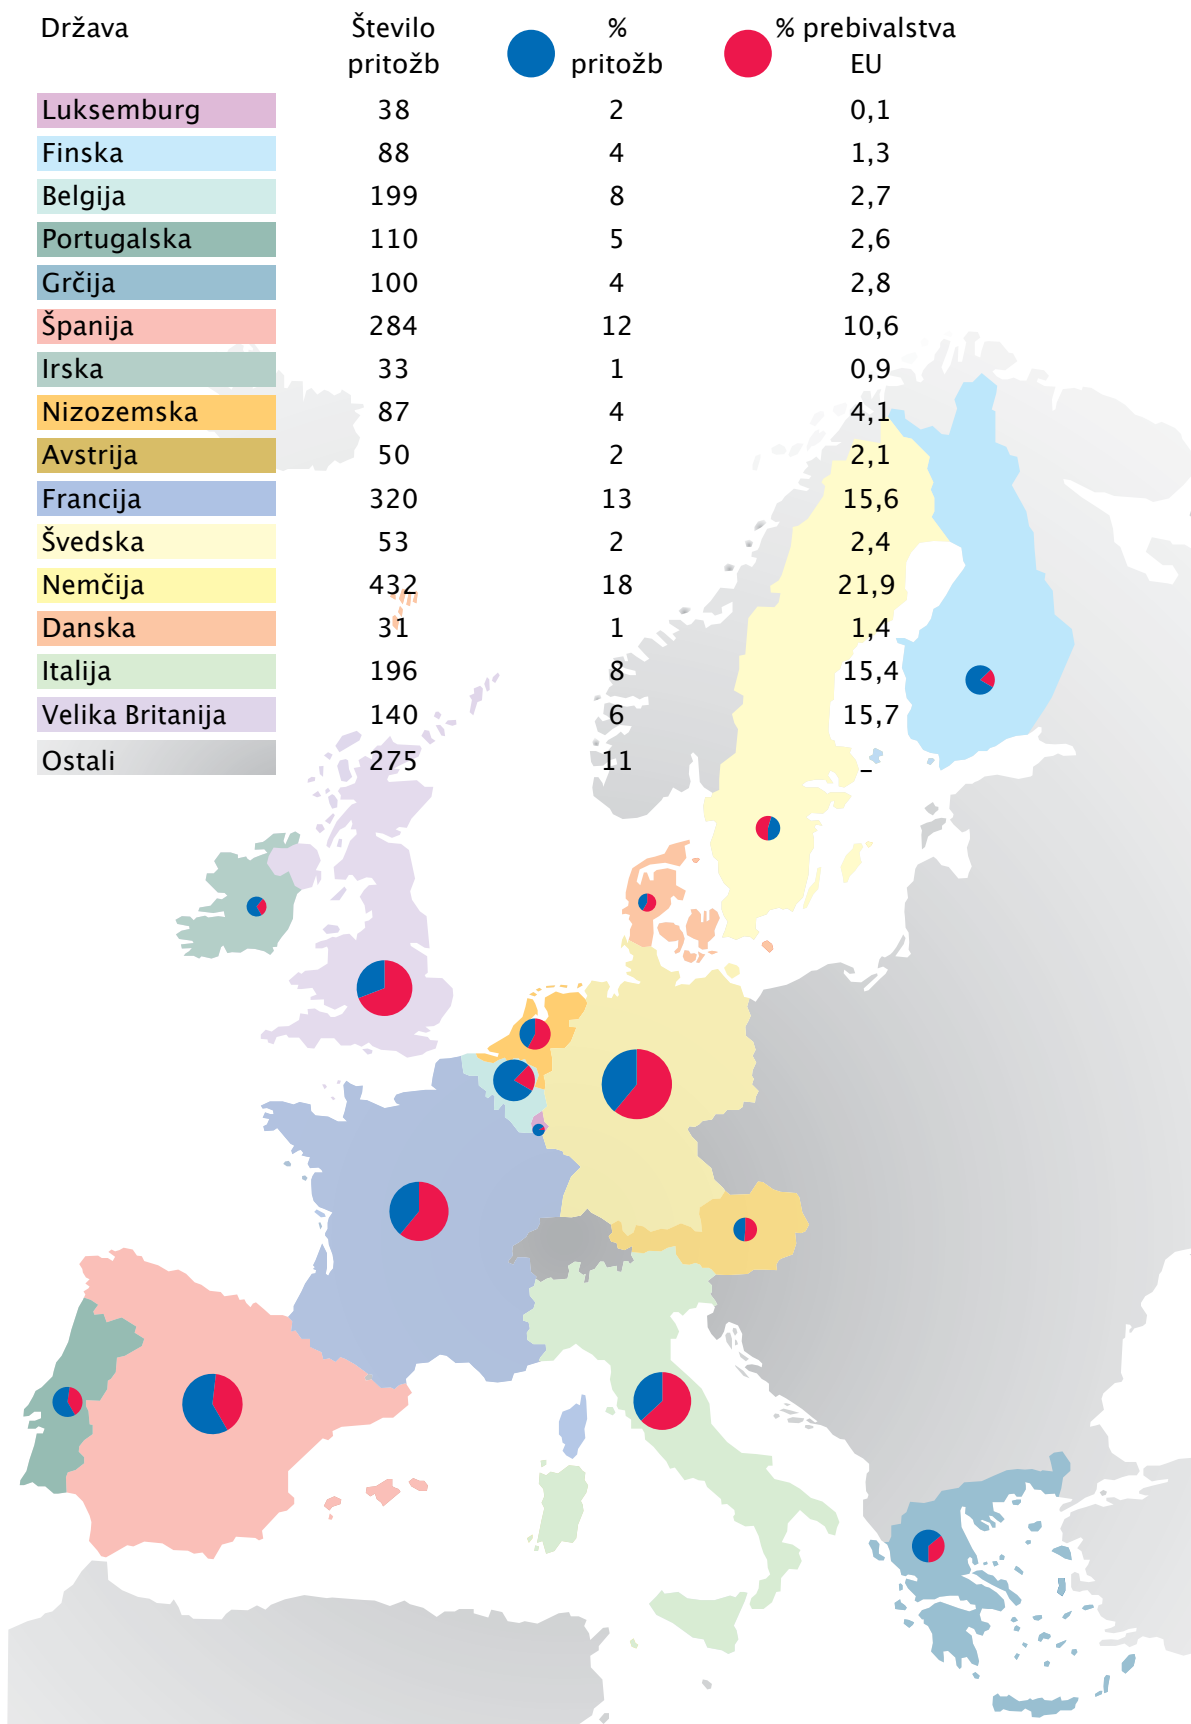 Država Število pritožb % pritožb % prebivalstva EU
Luksemburg 38 2 0,1
Finska 88 4 1,3
Belgija 199 8 2,7
Portugalska 110 5 2,6
Grčija 100 4 2,8
Španija 284 12 10,6
Irska 33 1 0,9
Nizozemska 87 4 4,1
Avstrija 50 2 2,1
Francija 320 13 15,6
Švedska 53 2 2,4
Nemčija 432 18 21,9
Danska 31 1 1,4
Italija 196 8 15,4
Velika Britanija 140 6 15,7
Ostali 275 11 –